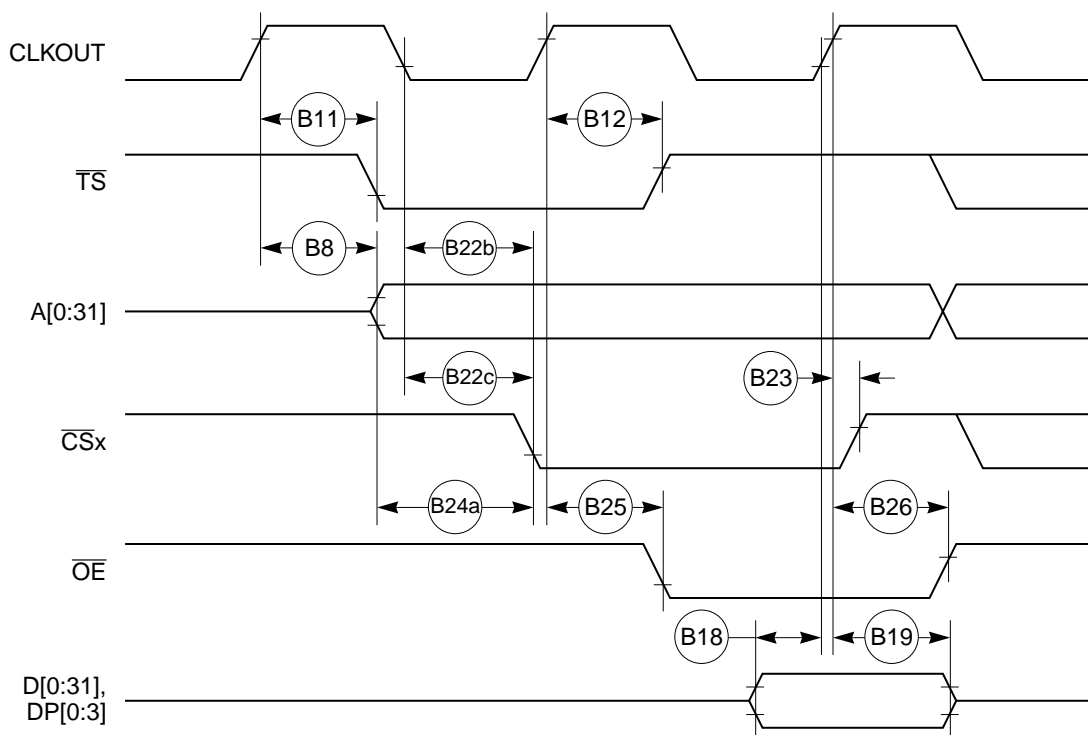 CLKOUT
B11
B12
TS
B8
B22b
A[0:31]
B22c
B23
CSx
B24a
B25
B26
OE
B18
B19
D[0:31],
DP[0:3]